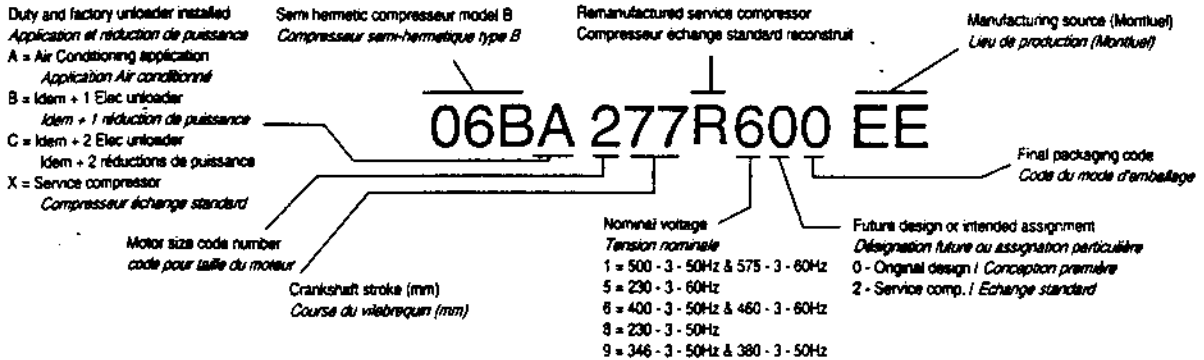 Duty and factory unloader installed
Application et réduction de puissance
A = Air Conditioning application
Application Air conditionné
B = Idem + 1 Elec unloader
Idem + 1 réduction de puissance
C = Idem + 2 Elec unloader
Idem + 2 réductions de puissance
X = Service compressor
Compresseur échange standard
Semi hermetic compresseur model B
Compresseur semi-hermetique type B
Remanufactured service compressor
Compresseur échange standard reconstruit
Manufacturing source (Montluel)
Lieu de production (Montluel)
06BA 277R600 EE
Motor size code number
code pour taille du moteur
Crankshaft stroke (mm)
Course du vilebrequin (mm)
Nominal voltage
Tension nominale
1 = 500 - 3 - 50Hz & 575 - 3 - 60Hz
5 = 230 - 3 - 60Hz
6 = 400 - 3 - 50Hz & 460 - 3 - 60Hz
8 = 230 - 3 - 50Hz
9 = 346 - 3 - 50Hz & 380 - 3 - 50Hz
Final packaging code
Code du mode d'emballage
Future design or intended assignment
Désignation future ou assignation particulière
0 - Original design / Conception première
2 - Service comp. / Echange standard